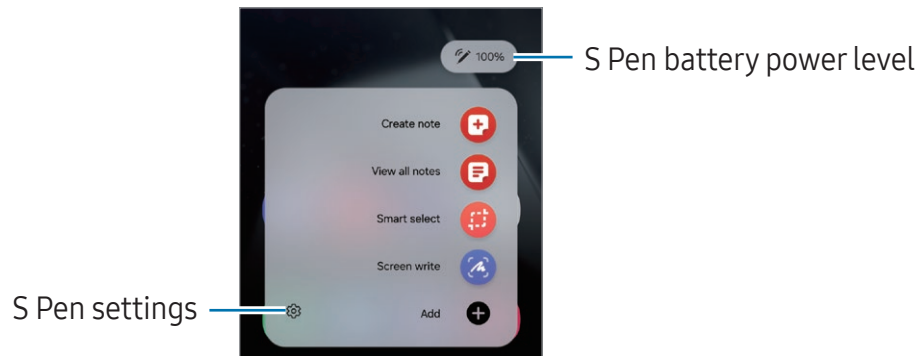 100%
S Pen battery power level
Create note
View all notes
Smart select
Screen write
S Pen settings
Add